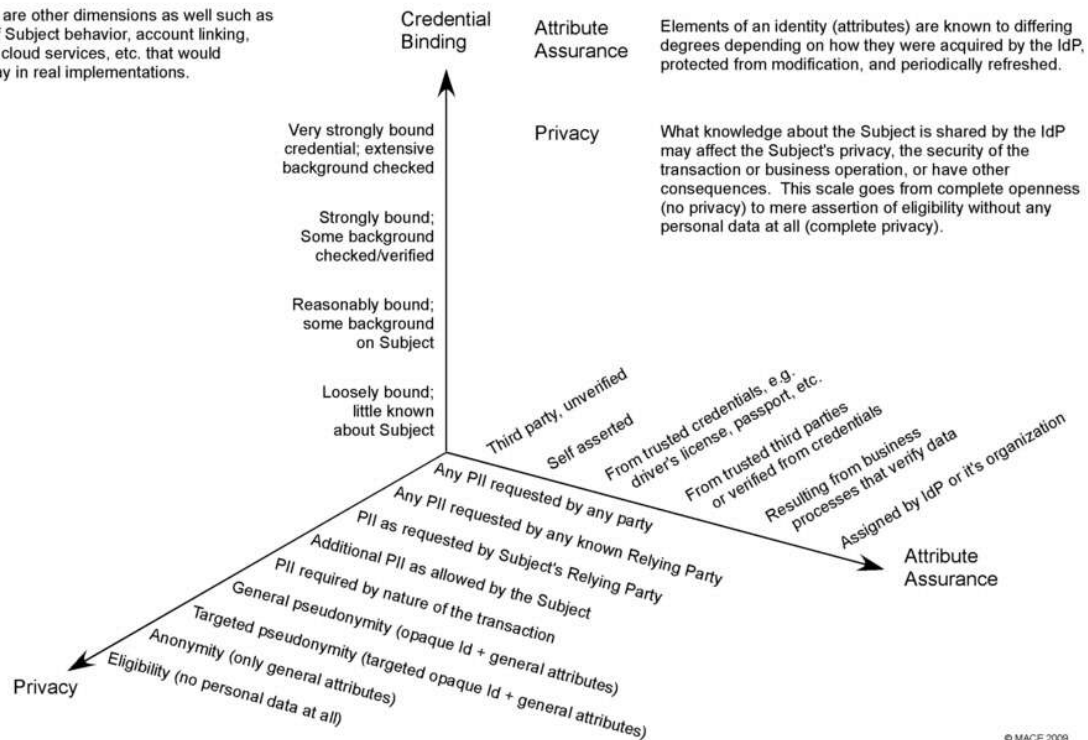 are other dimensions as well such as
Subject behavior, account linking,
cloud services, etc. that would
in real implementations.
Credential
Binding
Attribute
Assurance
Elements of an identity (attributes) are known to differing
degrees depending on how they were acquired by the IdP,
protected from modification, and periodically refreshed.
Privacy
What knowledge about the Subject is shared by the IdP
may affect the Subject's privacy, the security of the
transaction or business operation, or have other
consequences. This scale goes from complete openness
(no privacy) to mere assertion of eligibility without any
personal data at all (complete privacy).
Very strongly bound
credential; extensive
background checked
Strongly bound;
Some background
checked/verified
Reasonably bound;
some background
on Subject
Loosely bound;
little known
about Subject
Third party, unverified
Self asserted
From trusted credentials, e.g.
driver's license, passport, etc.
From trusted third parties
or verified from credentials
Resulting from business
processes that verify data
Assigned by IdP or it's organization
Attribute
Assurance
Any PII requested by any party
Any PII requested by any known Relying Party
PII as requested by Subject's Relying Party
Additional PII as allowed by the Subject
PII required by nature of the transaction
General pseudonymity (opaque Id + general attributes)
Targeted pseudonymity (targeted opaque Id + general attributes)
Anonymity (only general attributes)
Eligibility (no personal data at all)
Privacy
© MACE 2009